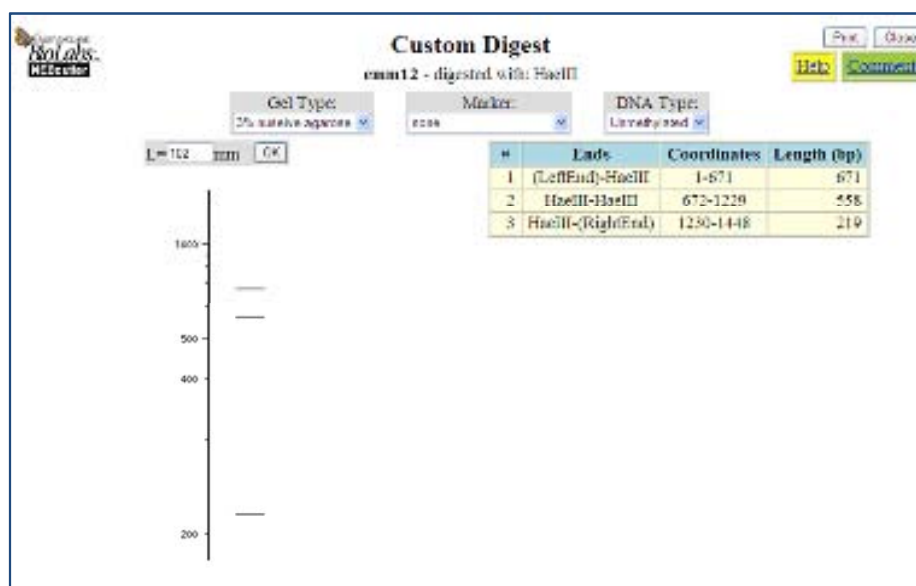 BioLabs
NEBcutter
Custom Digest
emm12 - digested with: HaeIII
Print Close
Help Comment
Gel Type: Marker: DNA Type:
agarose none Unmethylated
L= 102 mm OK
# Ends Coordinates Length (bp)
1 (LeftEnd)-HaeIII 1-671 671
2 HaeIII-HaeIII 672-1229 558
3 HaeIII-(RightEnd) 1230-1448 219
1000
500
400
200